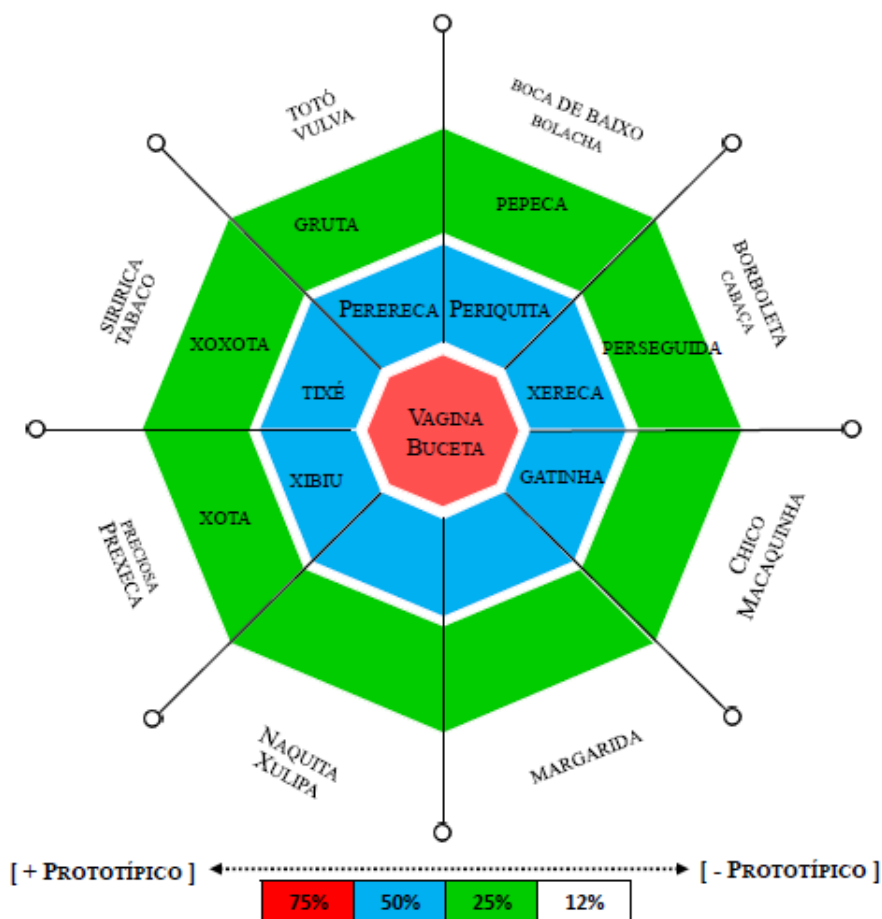 TOTÓ
VULVA
BOCA DE BAIXO
BOLACHA
GRUTA
PEPECA
SIRIRICA
TABACO
BORBOLETA
CABAÇA
PERERECA
PERIQUITA
XOXOTA
PERSEGUIDA
TIXÉ
XERECA
VAGINA
BUCETA
XIBIU
GATINHA
XOTA
PRECIOSA
PREXECA
CHICO
MACAQUINHA
NAQUITA
XULIPA
MARGARIDA
[ + PROTOTÍPICO ]
[ - PROTOTÍPICO ]
75% 50% 25% 12%